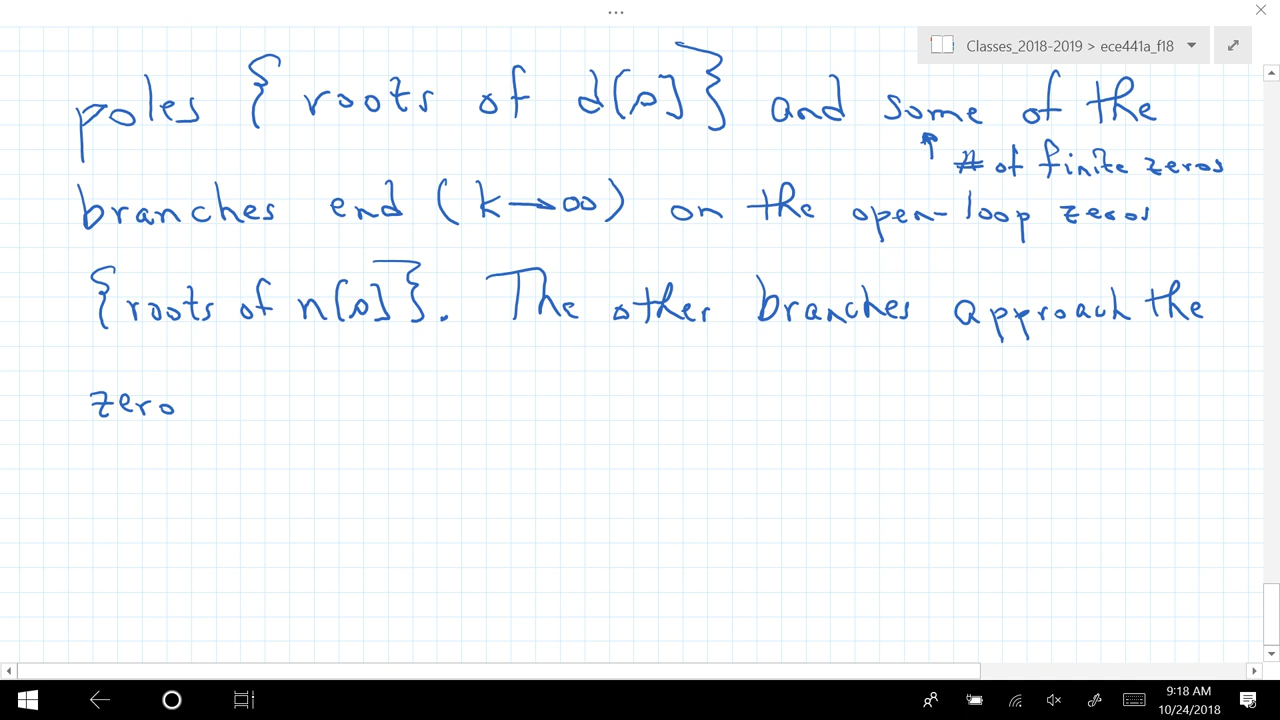 Classes_2018-2019 > ece441a_f18
poles { roots of d(s) } and some of the
# of finite zeros
branches end (k→∞) on the open-loop zeros
{ roots of n(s) }. The other branches approach the
zero
9:18 AM
10/24/2018